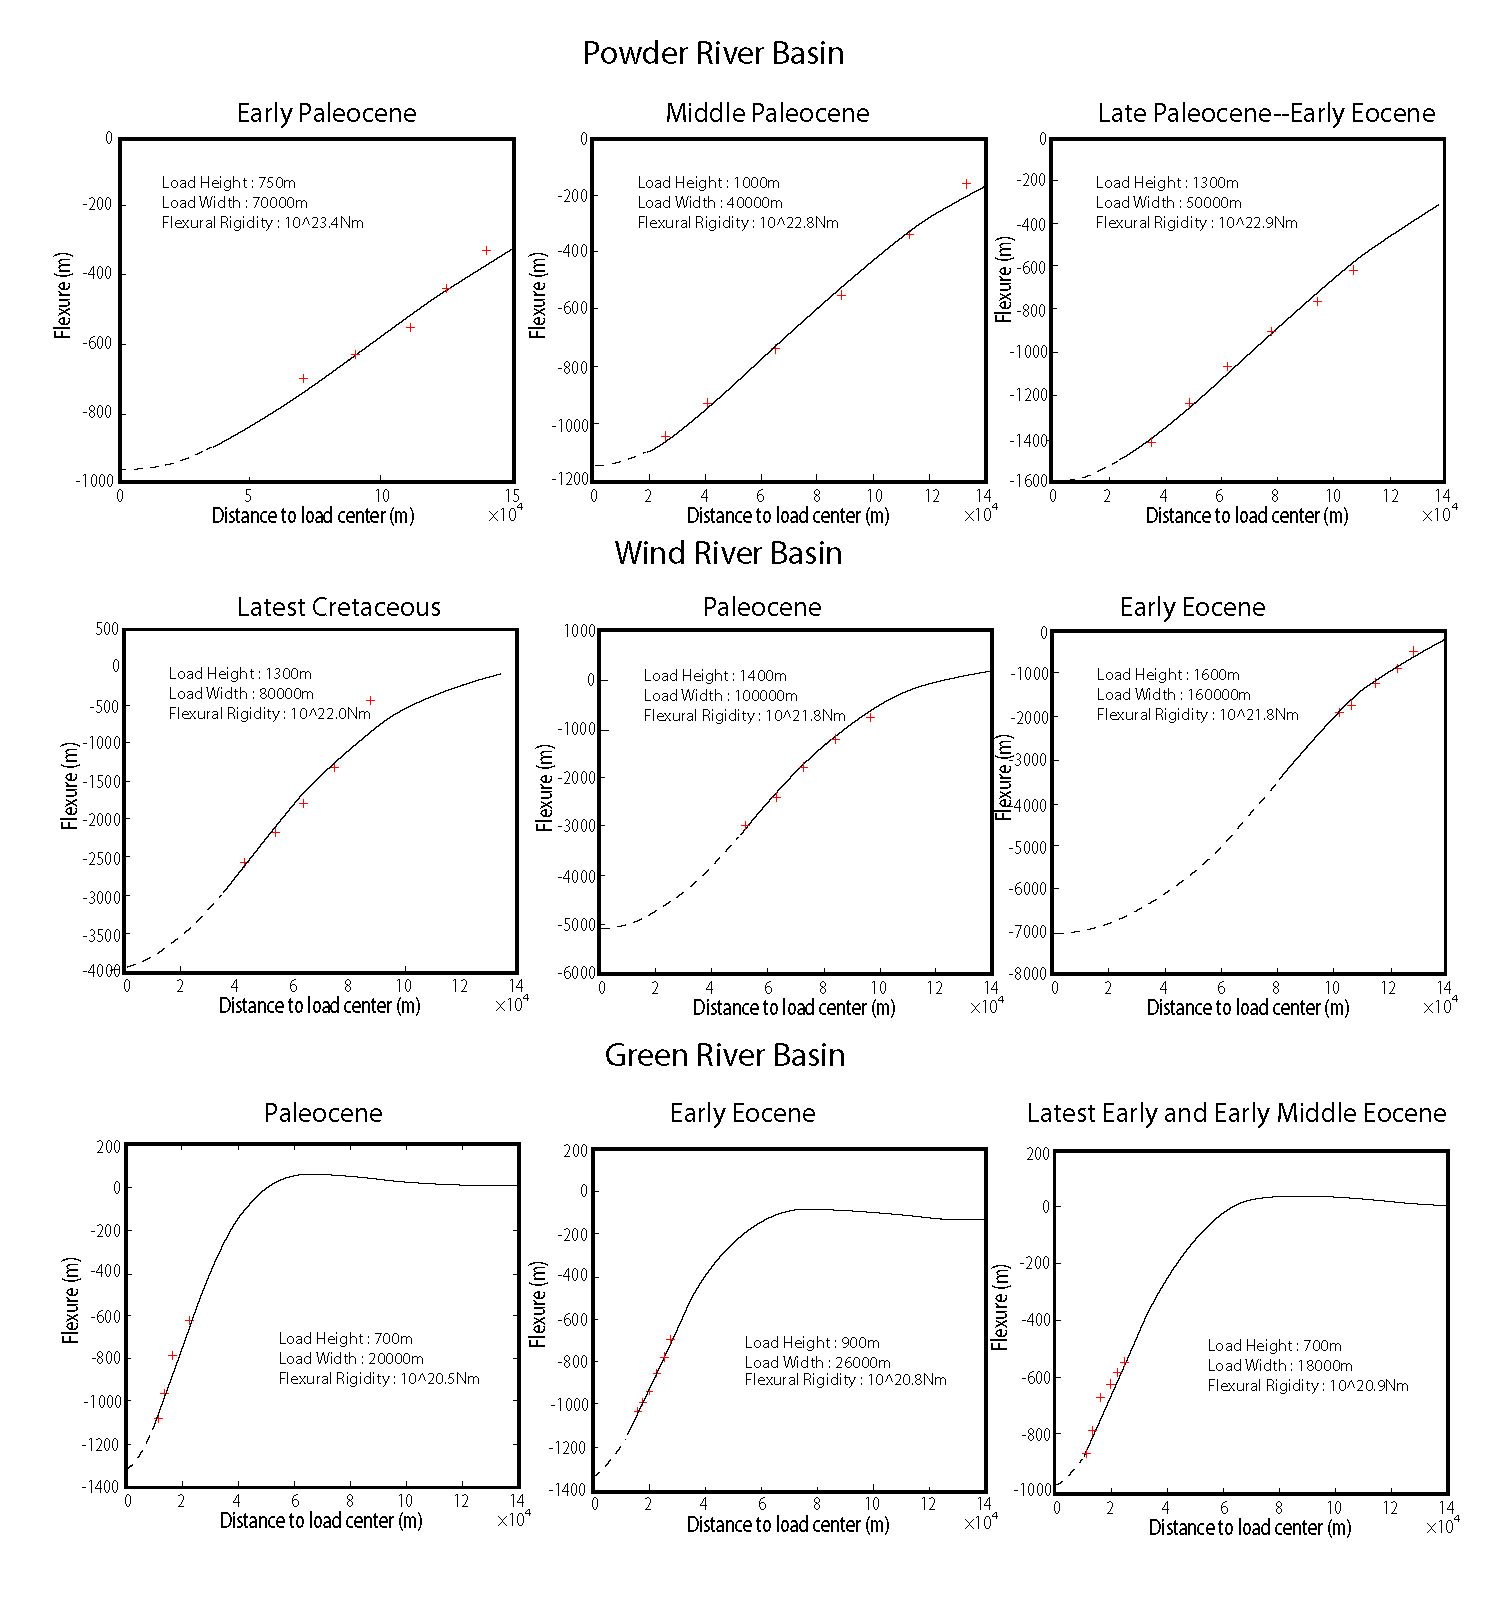 Powder River Basin
Early Paleocene
0
-200
-400
-600
-800
-1000
Flexure (m)
Load Height : 750m
Load Width : 70000m
Flexural Rigidity : 10^23.4Nm
0 5 10 15
Distance to load center (m) ×10^4
Middle Paleocene
0
-200
-400
-600
-800
-1000
-1200
Flexure (m)
Load Height : 1000m
Load Width : 40000m
Flexural Rigidity : 10^22.8Nm
0 2 4 6 8 10 12 14
Distance to load center (m) ×10^4
Late Paleocene--Early Eocene
0
-200
-400
-600
-800
-1000
-1200
-1400
-1600
Flexure (m)
Load Height : 1300m
Load Width : 50000m
Flexural Rigidity : 10^22.9Nm
0 2 4 6 8 10 12 14
Distance to load center (m) ×10^4
Wind River Basin
Latest Cretaceous
500
0
-500
-1000
-1500
-2000
-2500
-3000
-3500
-4000
Flexure (m)
Load Height : 1300m
Load Width : 80000m
Flexural Rigidity : 10^22.0Nm
0 2 4 6 8 10 12 14
Distance to load center (m) ×10^4
Paleocene
1000
0
-1000
-2000
-3000
-4000
-5000
-6000
Flexure (m)
Load Height : 1400m
Load Width : 100000m
Flexural Rigidity : 10^21.8Nm
0 2 4 6 8 10 12 14
Distance to load center (m) ×10^4
Early Eocene
0
-1000
-2000
-3000
-4000
-5000
-6000
-7000
-8000
Flexure (m)
Load Height : 1600m
Load Width : 160000m
Flexural Rigidity : 10^21.8Nm
0 2 4 6 8 10 12 14
Distance to load center (m) ×10^4
Green River Basin
Paleocene
200
0
-200
-400
-600
-800
-1000
-1200
-1400
Flexure (m)
Load Height : 700m
Load Width : 20000m
Flexural Rigidity : 10^20.5Nm
0 2 4 6 8 10 12 14
Distance to load center (m) ×10^4
Early Eocene
200
0
-200
-400
-600
-800
-1000
-1200
-1400
Flexure (m)
Load Height : 900m
Load Width : 26000m
Flexural Rigidity : 10^20.8Nm
0 2 4 6 8 10 12 14
Distance to load center (m) ×10^4
Latest Early and Early Middle Eocene
200
0
-200
-400
-600
-800
-1000
Flexure (m)
Load Height : 700m
Load Width : 18000m
Flexural Rigidity : 10^20.9Nm
0 2 4 6 8 10 12 14
Distance to load center (m) ×10^4